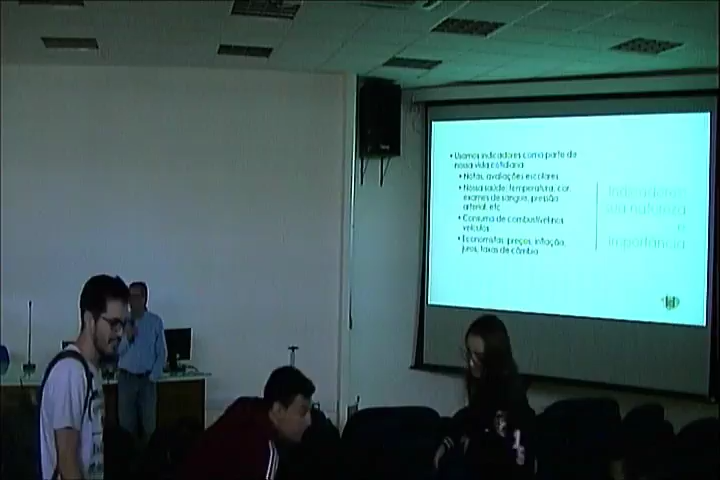 • Usamos indicadores como parte de
nossa vida cotidiana
• Notas, avaliações escolares
• Nossa saúde, temperatura, cor,
exames de sangue, pressão
arterial, etc
• Consumo de combustível nos
veículos
• Economistas, preços, inflação,
juros, taxas de câmbio
Indicadores
sua natureza
e
importância